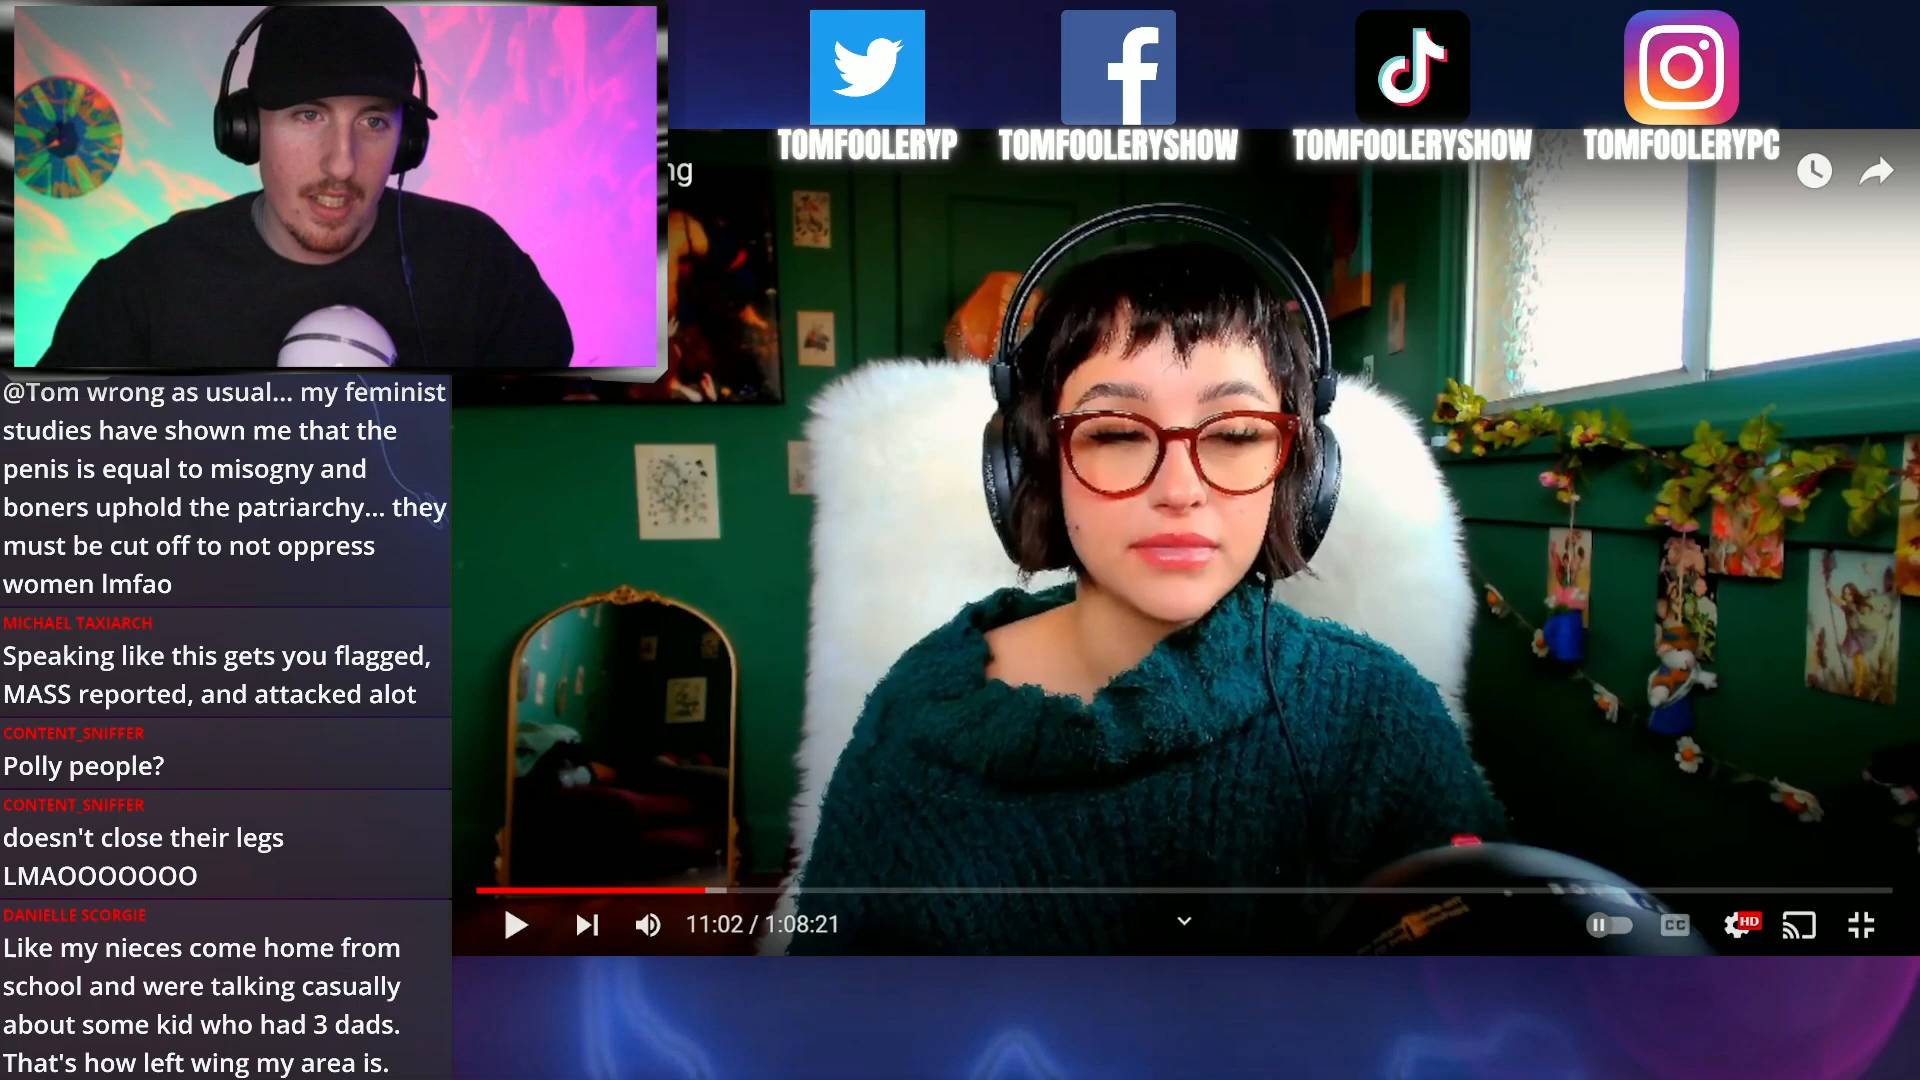 TOMFOOLERYP
TOMFOOLERYSHOW
TOMFOOLERYSHOW
TOMFOOLERYPC
ng
@Tom wrong as usual... my feminist
studies have shown me that the
penis is equal to misogny and
boners uphold the patriarchy... they
must be cut off to not oppress
women lmfao
MICHAEL TAXIARCH
Speaking like this gets you flagged,
MASS reported, and attacked alot
CONTENT_SNIFFER
Polly people?
CONTENT_SNIFFER
doesn't close their legs
LMAOOOOOOO
DANIELLE SCORGIE
Like my nieces come home from
school and were talking casually
about some kid who had 3 dads.
That's how left wing my area is.
11:02 / 1:08:21
CC
HD